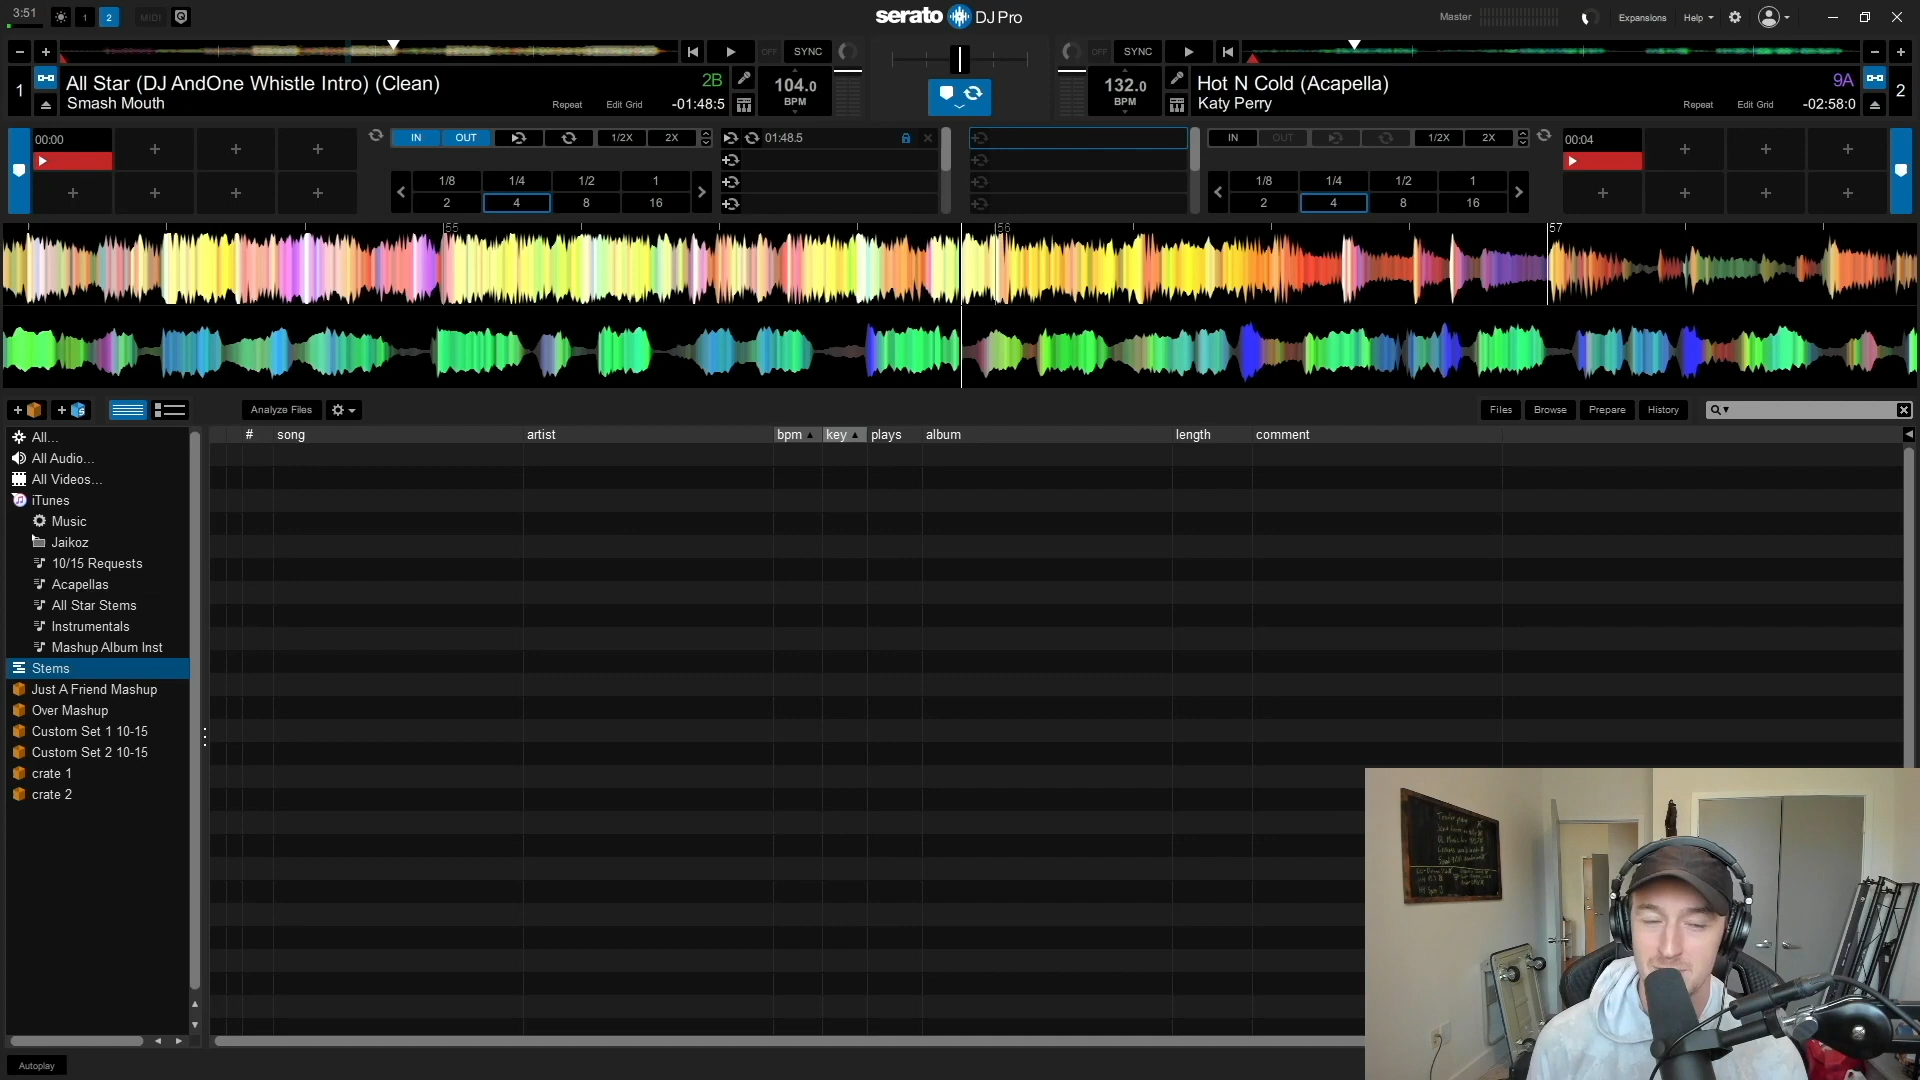 3:51
1
2
MIDI
serato DJ Pro
Master
Expansions
Help
OFF
SYNC
OFF
SYNC
1
All Star (DJ AndOne Whistle Intro) (Clean)
2B
Smash Mouth
Repeat
Edit Grid
-01:48:5
104.0
BPM
132.0
BPM
Hot N Cold (Acapella)
9A
Katy Perry
Repeat
Edit Grid
-02:58:0
2
00:00
IN
OUT
1/2X
2X
01:48.5
IN
OUT
1/2X
2X
00:04
1/8
1/4
1/2
1
2
4
8
16
1/8
1/4
1/2
1
2
4
8
16
55
56
57
Analyze Files
Files
Browse
Prepare
History
#
song
artist
bpm
key
plays
album
length
comment
All...
All Audio...
All Videos...
iTunes
Music
Jaikoz
10/15 Requests
Acapellas
All Star Stems
Instrumentals
Mashup Album Inst
Stems
Just A Friend Mashup
Over Mashup
Custom Set 1 10-15
Custom Set 2 10-15
crate 1
crate 2
Autoplay